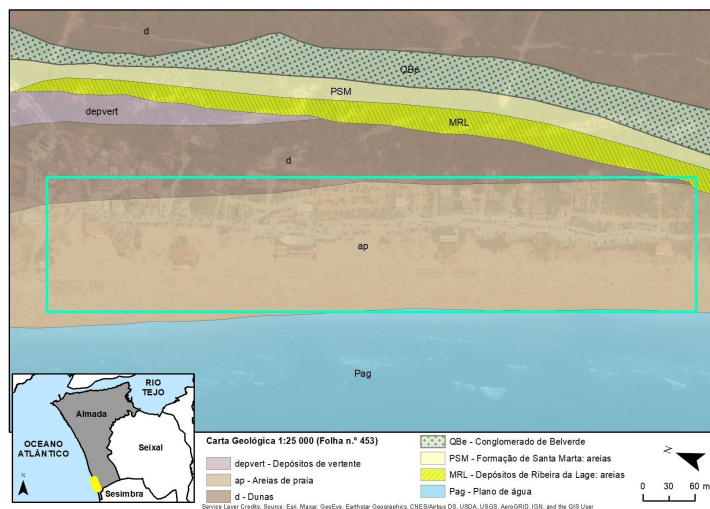 d
QBe
PSM
depvert
MRL
d
ap
Pag
RIO
TEJO
Almada
OCEANO
ATLÂNTICO
Seixal
Sesimbra
N
Carta Geológica 1:25 000 (Folha n.º 453)
depvert - Depósitos de vertente
ap - Areias de praia
d - Dunas
QBe - Conglomerado de Belverde
PSM - Formação de Santa Marta: areias
MRL - Depósitos de Ribeira da Lage: areias
Pag - Plano de água
N
0 60 m
Service Layer Credits: Source: Esri, Maxar, GeoEye, Earthstar Geographics, CNES/Airbus DS, USDA, USGS, AeroGRID, IGN, and the GIS User